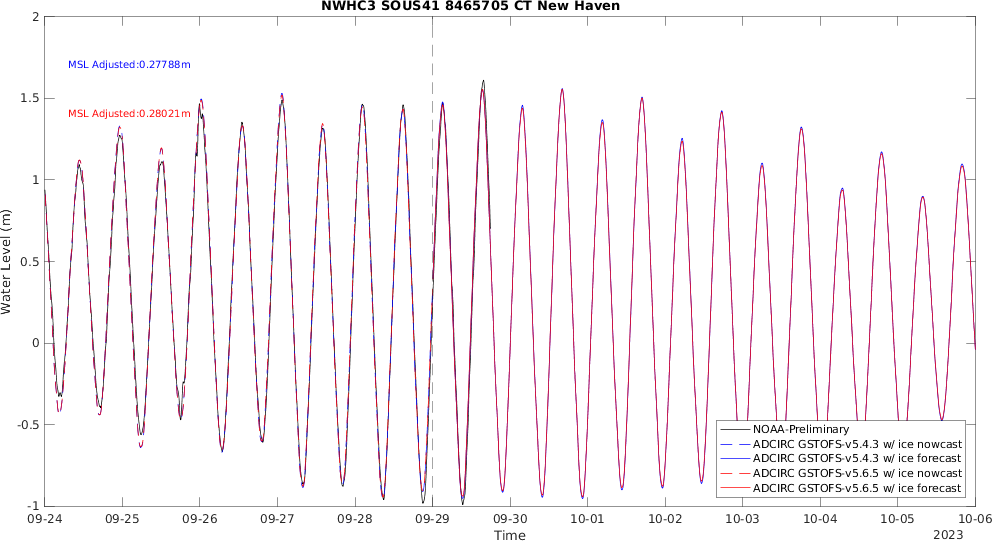 NWHC3 SOUS41 8465705 CT New Haven
2
1.5
1
0.5
0
-0.5
-1
Water Level (m)
MSL Adjusted:0.27788m
MSL Adjusted:0.28021m
NOAA-Preliminary
ADCIRC GSTOFS-v5.4.3 w/ ice nowcast
ADCIRC GSTOFS-v5.4.3 w/ ice forecast
ADCIRC GSTOFS-v5.6.5 w/ ice nowcast
ADCIRC GSTOFS-v5.6.5 w/ ice forecast
09-24 09-25 09-26 09-27 09-28 09-29 09-30 10-01 10-02 10-03 10-04 10-05 10-06
Time
2023